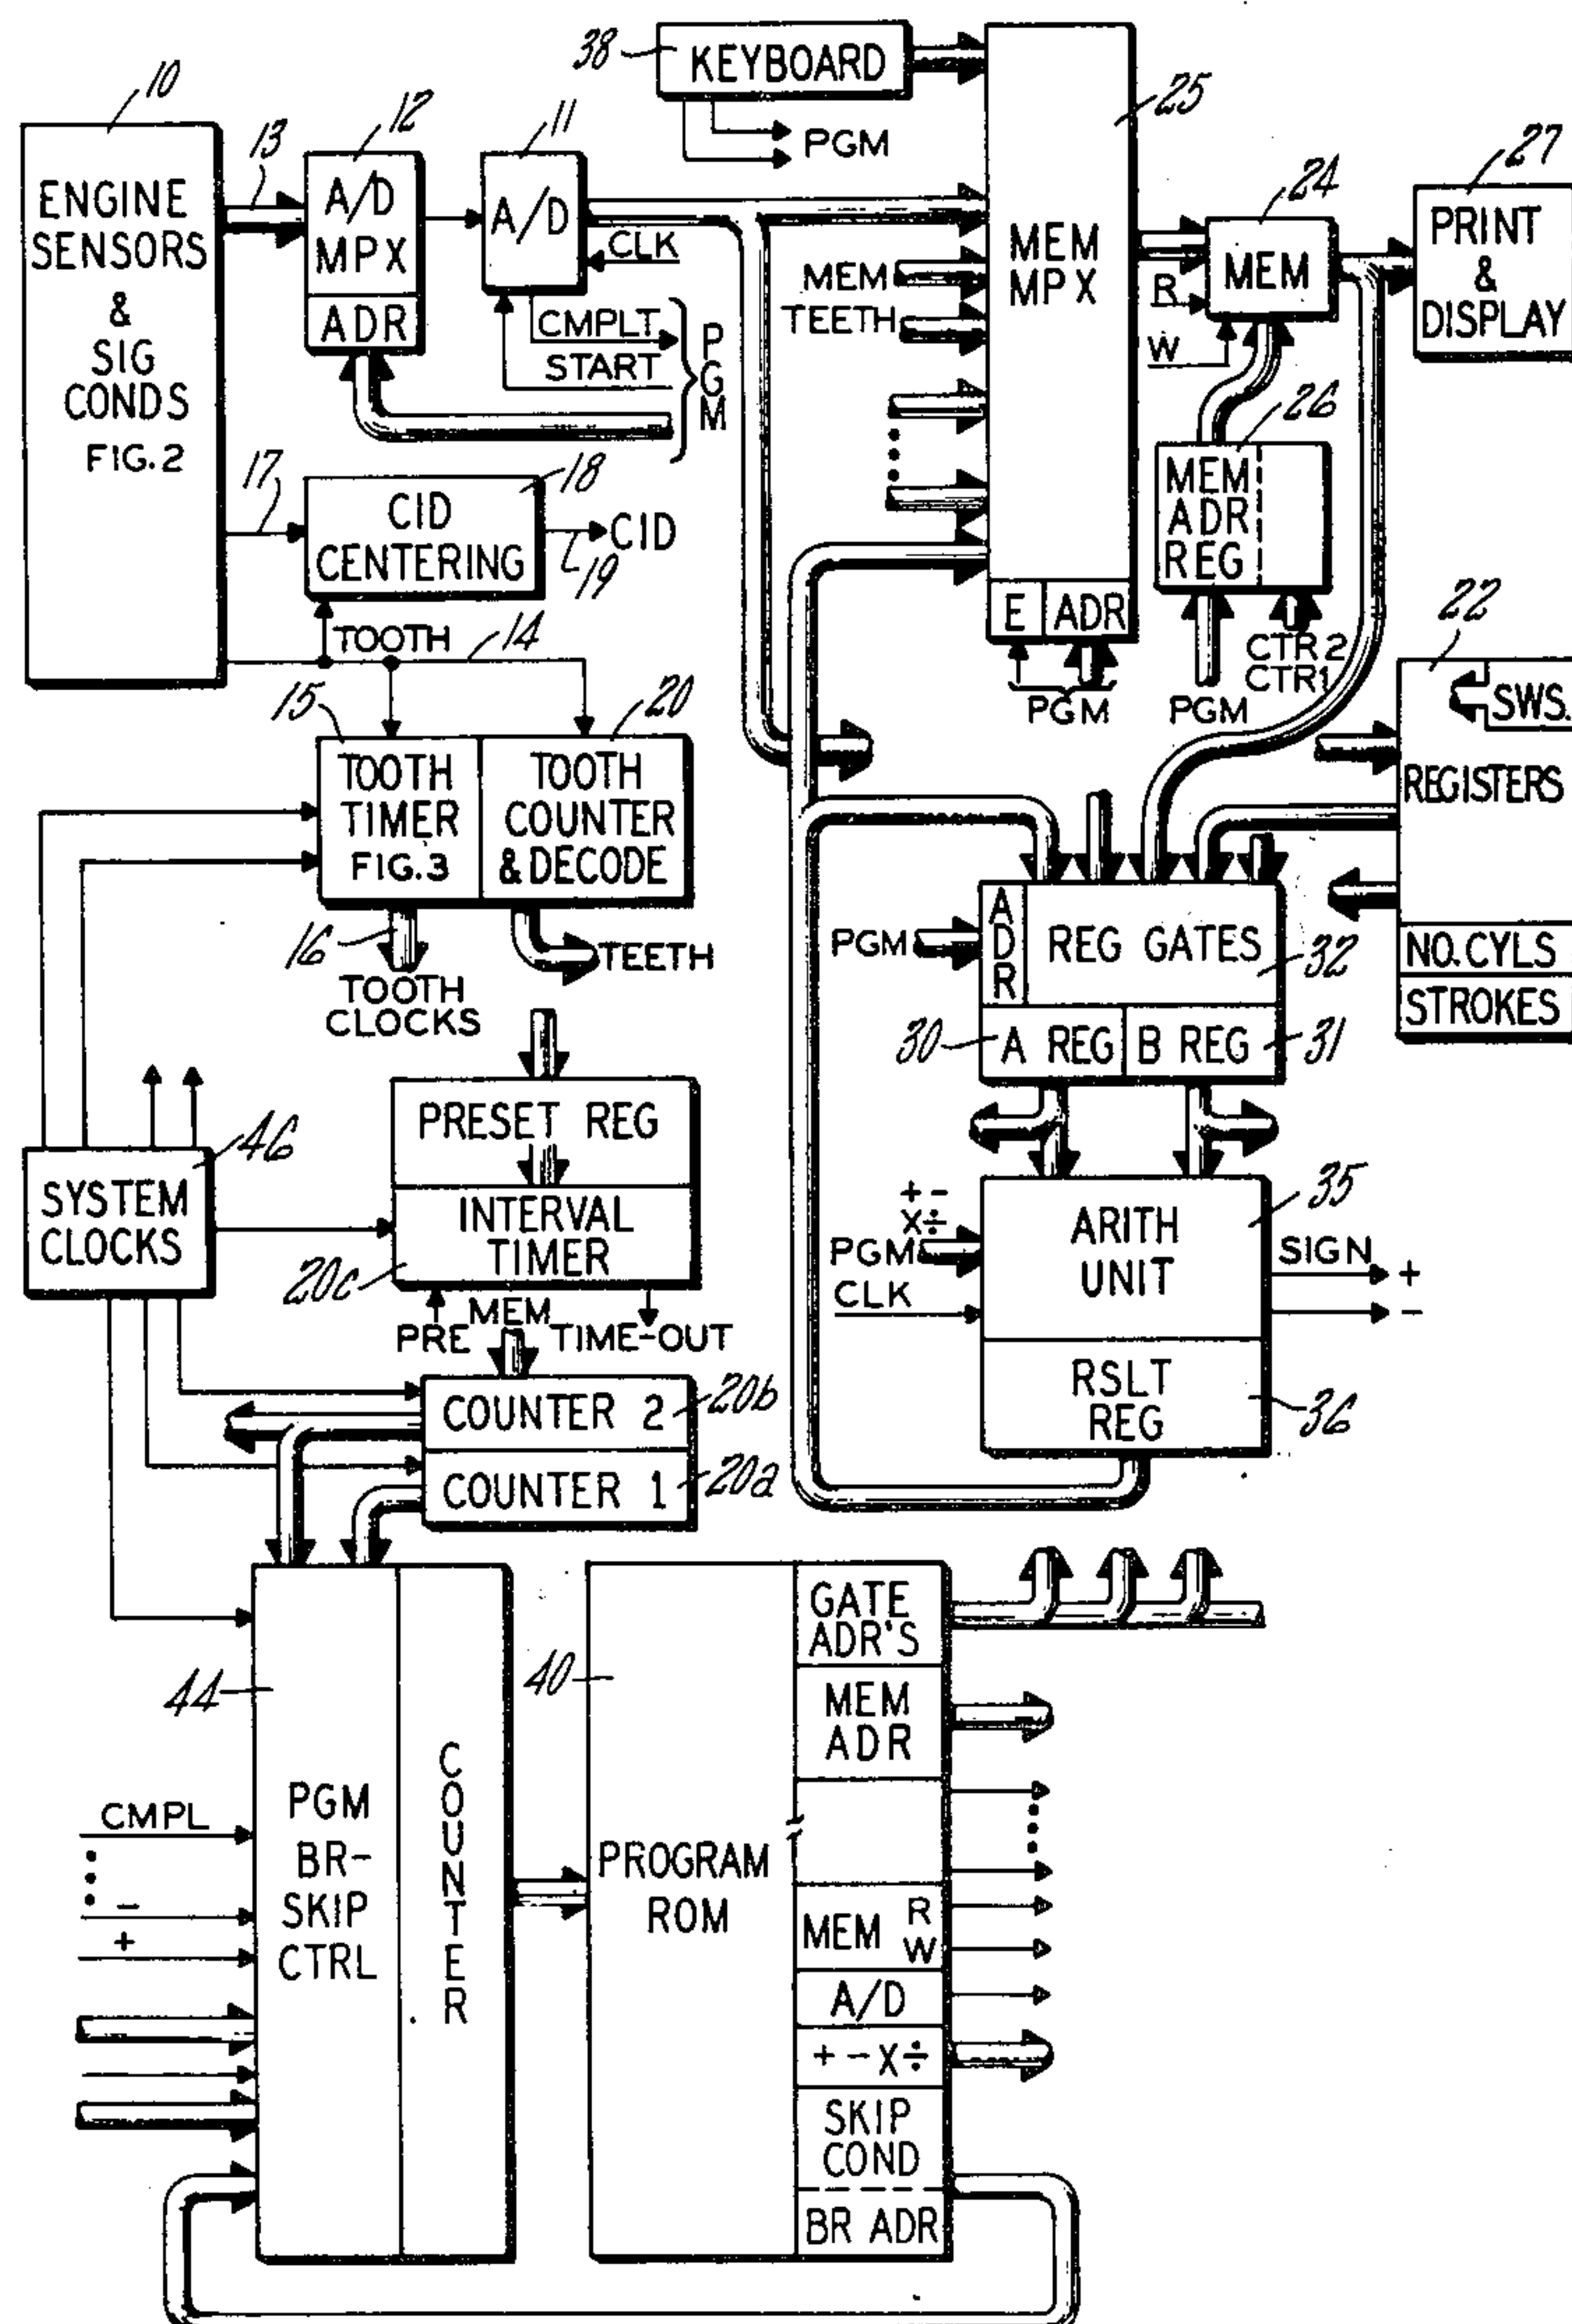 38
KEYBOARD
PGM
10
ENGINE
SENSORS
&
SIG
CONDS
FIG. 2
13
12
A/D
MPX
ADR
11
A/D
CLK
CMPLT
START
PGM
25
MEM
MPX
MEM
TEETH
E
ADR
PGM
24
MEM
R
W
27
PRINT
&
DISPLAY
26
MEM
ADR
REG
CTR 2
CTR1
PGM
17
18
CID
CENTERING
CID
19
TOOTH
14
15
TOOTH
TIMER
FIG. 3
20
TOOTH
COUNTER
& DECODE
16
TOOTH
CLOCKS
TEETH
22
SWS.
REGISTERS
NO. CYLS
STROKES
PGM
ADR
REG GATES
32
30
A REG
B REG
31
46
SYSTEM
CLOCKS
PRESET REG
INTERVAL
TIMER
20c
PRE
MEM
TIME-OUT
+ -
X÷
PGM
CLK
35
ARITH
UNIT
SIGN
+
-
RSLT
REG
36
COUNTER 2
20b
COUNTER 1
20a
44
PGM
BR-
SKIP
CTRL
COUNTER
CMPL
-
+
40
PROGRAM
ROM
GATE
ADR'S
MEM
ADR
MEM R
W
A/D
+ - X ÷
SKIP
COND
BR ADR